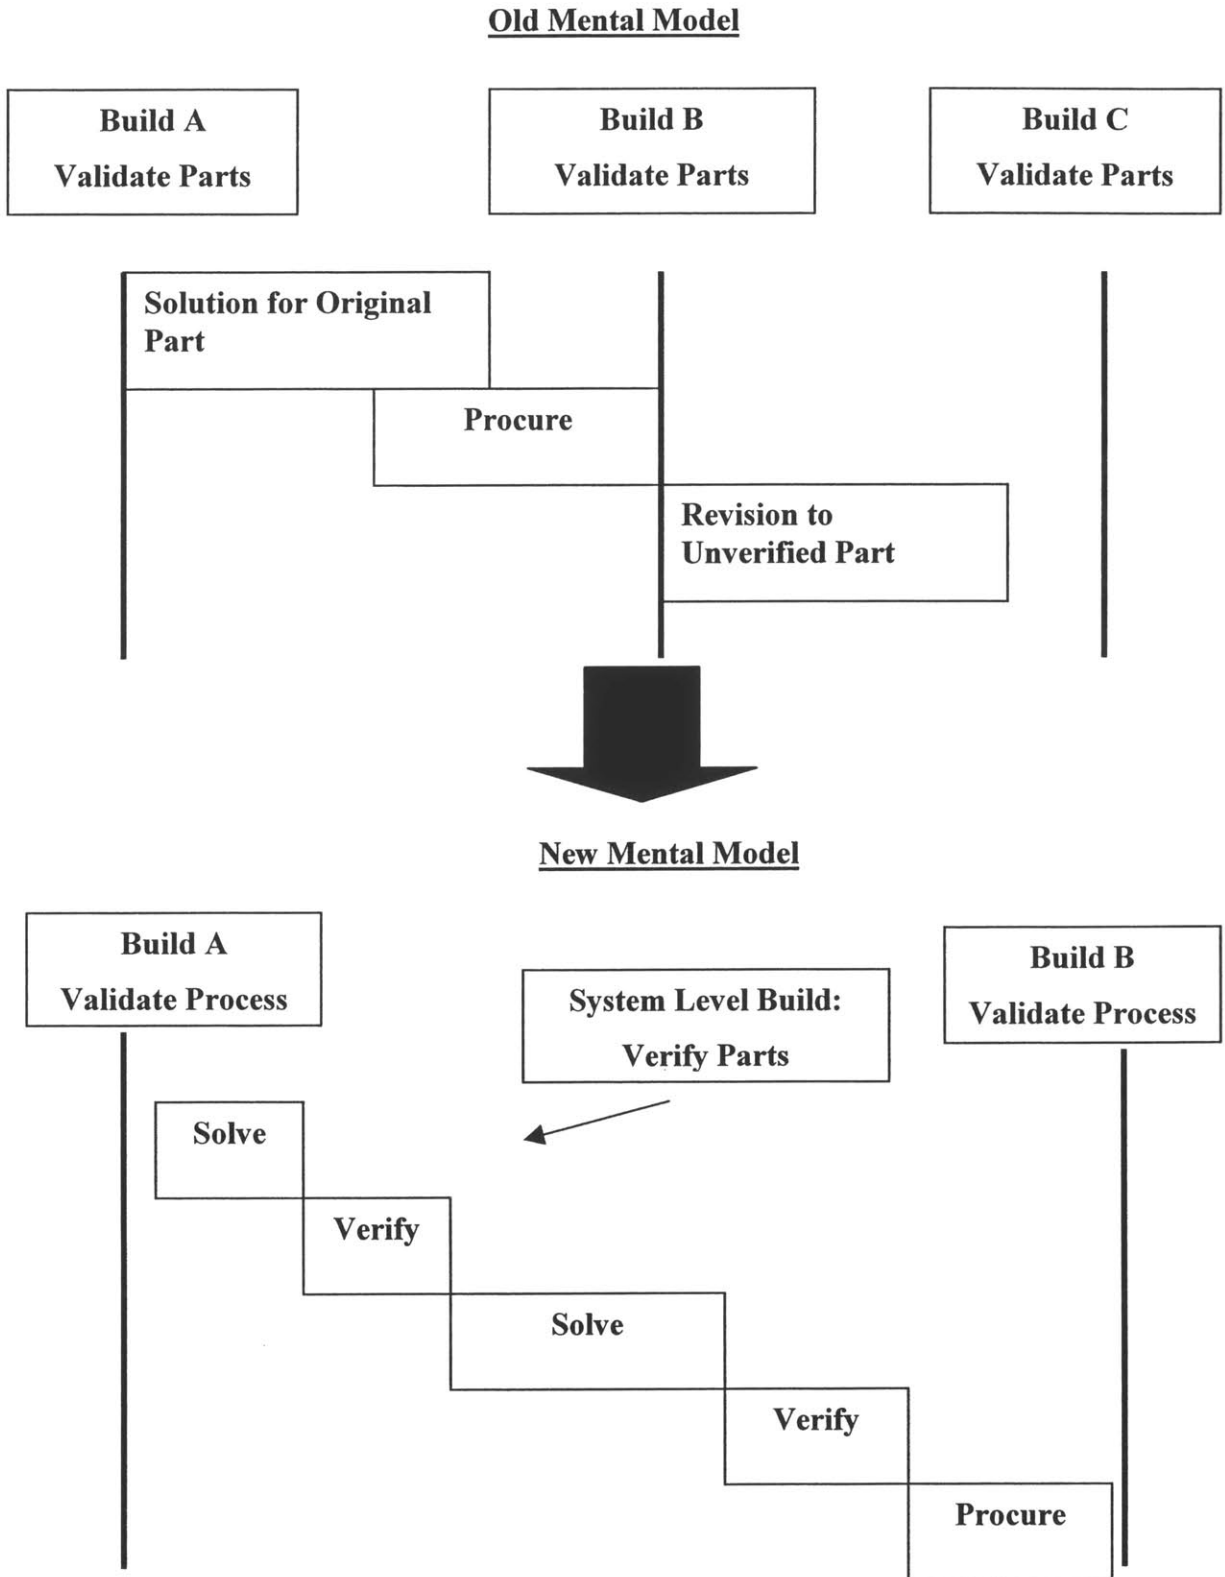 Old Mental Model
Build A
Validate Parts
Build B
Validate Parts
Build C
Validate Parts
Solution for Original
Part
Procure
Revision to
Unverified Part
New Mental Model
Build A
Validate Process
System Level Build:
Verify Parts
Build B
Validate Process
Solve
Verify
Solve
Verify
Procure